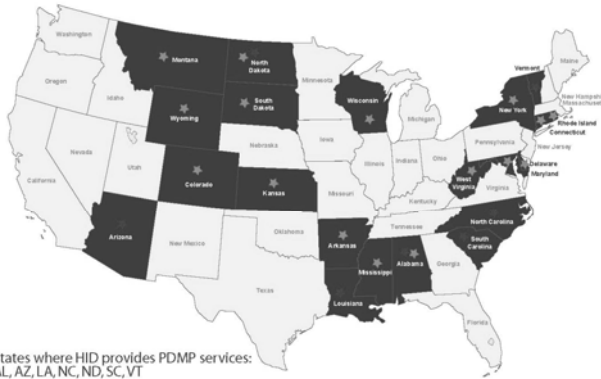 Washington
Montana
North
Dakota
Minnesota
Maine
Vermont
Oregon
Idaho
South
Dakota
Wisconsin
New York
New Hampshire
Massachusetts
Michigan
Rhode Island
Connecticut
Wyoming
Nebraska
Iowa
Pennsylvania
New Jersey
Nevada
Utah
Illinois
Indiana
Ohio
Delaware
Maryland
Colorado
Kansas
Missouri
West
Virginia
Virginia
California
Kentucky
North Carolina
Arizona
New Mexico
Oklahoma
Arkansas
Tennessee
South
Carolina
Mississippi
Alabama
Georgia
Texas
Louisiana
Florida
tates where HID provides PDMP services:
AL, AZ, LA, NC, ND, SC, VT